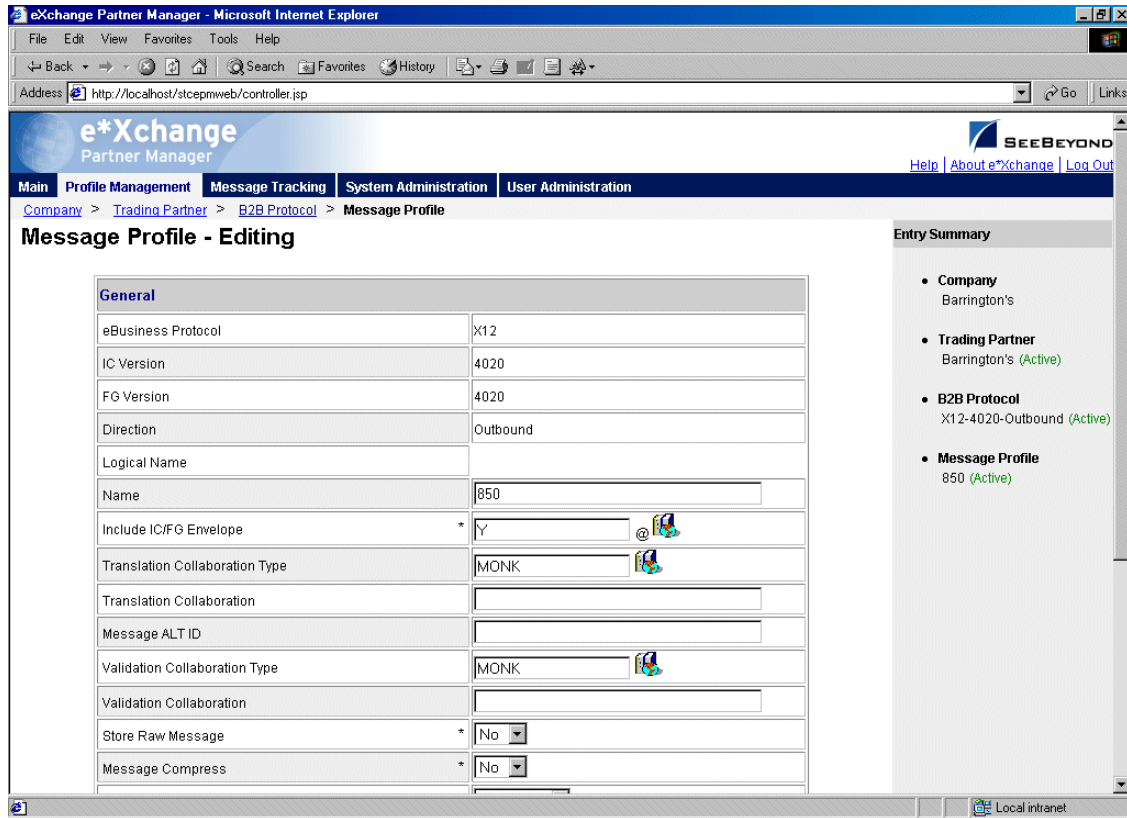 eXchange Partner Manager - Microsoft Internet Explorer
File Edit View Favorites Tools Help
Back Search Favorites History
Address http://localhost/stcepmweb/controller.jsp Go Links
e*Xchange
Partner Manager
SEEBEYOND
Help | About e*Xchange | Log Out
Main Profile Management Message Tracking System Administration User Administration
Company > Trading Partner > B2B Protocol > Message Profile
Message Profile - Editing
General
eBusiness Protocol X12
IC Version 4020
FG Version 4020
Direction Outbound
Logical Name
Name 850
Include IC/FG Envelope * Y @
Translation Collaboration Type MONK
Translation Collaboration
Message ALT ID
Validation Collaboration Type MONK
Validation Collaboration
Store Raw Message * No
Message Compress * No
Entry Summary
• Company
Barrington's
• Trading Partner
Barrington's (Active)
• B2B Protocol
X12-4020-Outbound (Active)
• Message Profile
850 (Active)
Local intranet